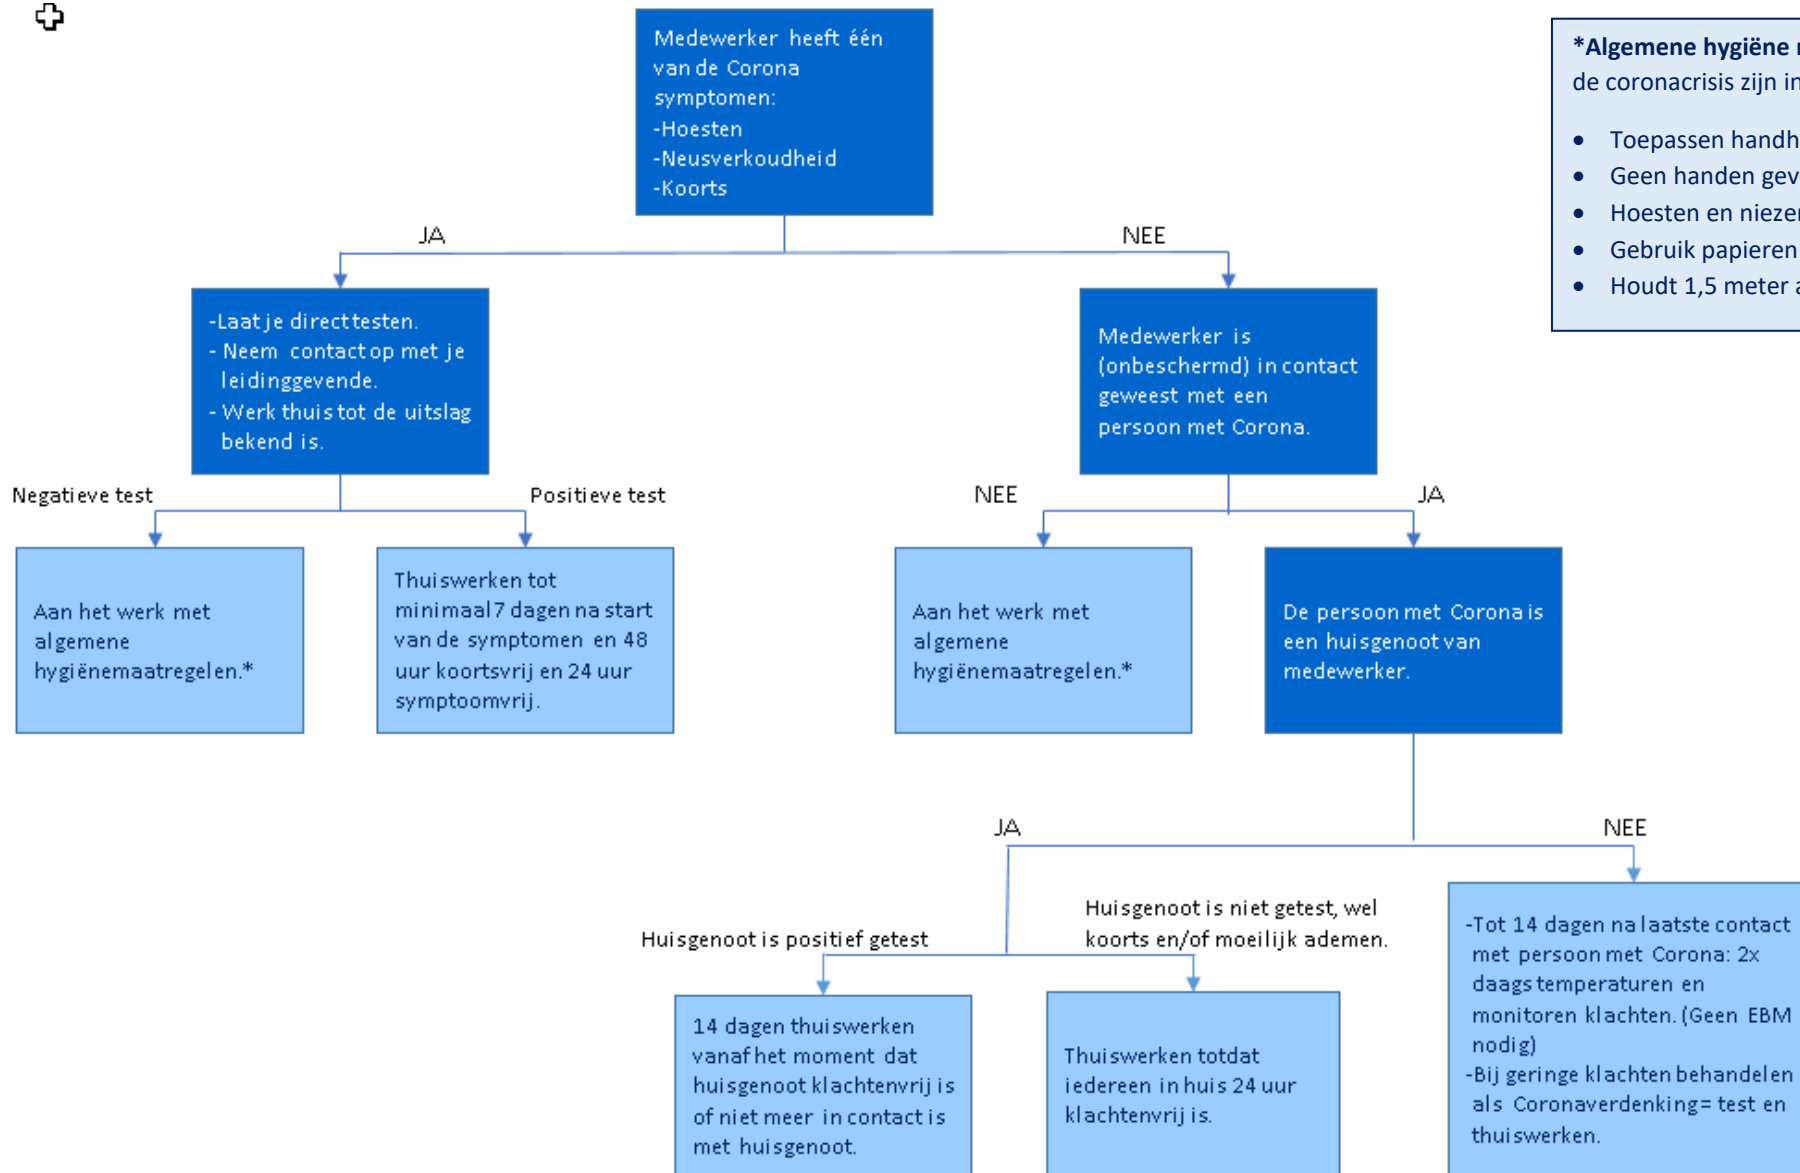 Medewerker heeft één
van de Corona
symptomen:
-Hoesten
-Neusverkoudheid
-Koorts
*Algemene hygiëne
de coronacrisis zijn
Toepassen
Geen handen
Hoesten en
Gebruik papieren
Houdt 1,5 meter
JA
NEE
-Laat je direct testen.
- Neem contact op met je
leidinggevende.
- Werk thuis tot de uitslag
bekend is.
Medewerker is
(onbeschermd) in contact
geweest met een
persoon met Corona.
Negatieve test
Positieve test
NEE
JA
Aan het werk met
algemene
hygiënemaatregelen.*
Thuiswerken tot
minimaal 7 dagen na start
van de symptomen en 48
uur koortsvrij en 24 uur
symptoomvrij.
Aan het werk met
algemene
hygiënemaatregelen.*
De persoon met Corona is
een huisgenoot van
medewerker.
JA
NEE
Huisgenoot is positief getest
Huisgenoot is niet getest, wel
koorts en/of moeilijk ademen.
14 dagen thuiswerken
vanaf het moment dat
huisgenoot klachtenvrij is
of niet meer in contact is
met huisgenoot.
Thuiswerken totdat
iedereen in huis 24 uur
klachtenvrij is.
-Tot 14 dagen na laatste contact
met persoon met Corona: 2x
daags temperaturen en
monitoren klachten. (Geen EBM
nodig)
-Bij geringe klachten behandelen
als Coronaverdenking= test en
thuiswerken.